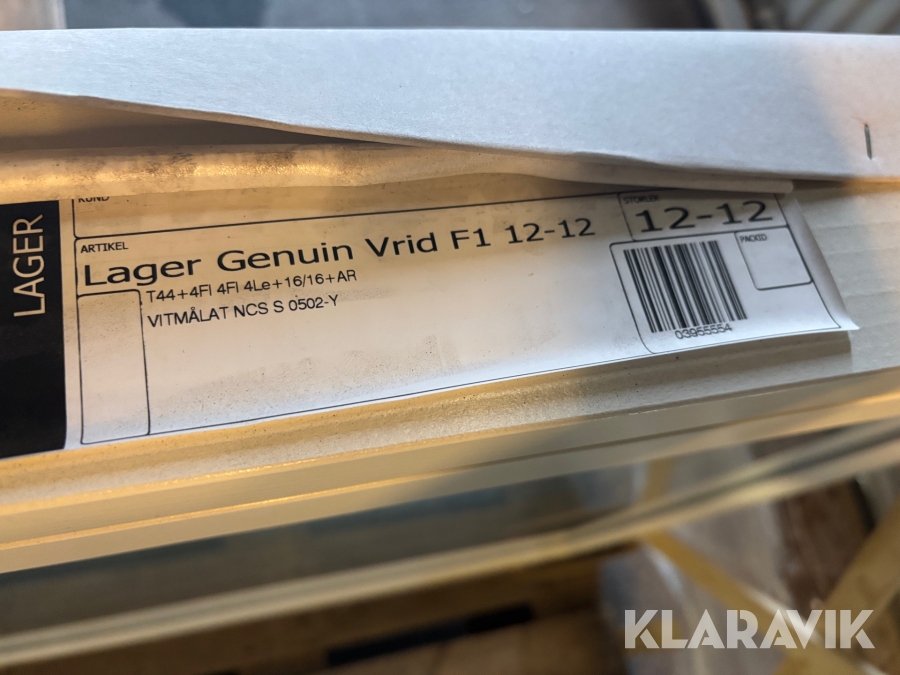 LAGER
KUND
ARTIKEL
Lager Genuin Vrid F1 12-12
T44+4Fl 4Fl 4Le+16/16+AR
VITMÅLAT NCS S 0502-Y
STORLEK
12-12
PACKID
03955554
KLARAVIK